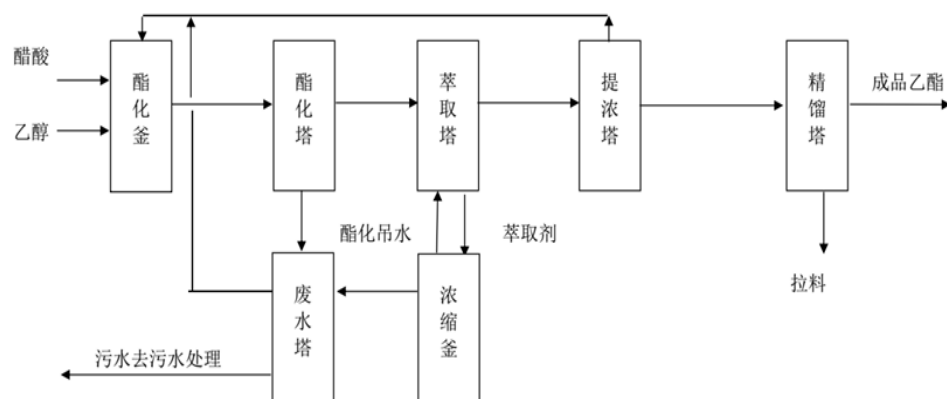 醋酸
乙醇
酯化釜
酯化塔
萃取塔
提浓塔
精馏塔
成品乙酯
酯化吊水
萃取剂
废水塔
浓缩釜
拉料
污水去污水处理